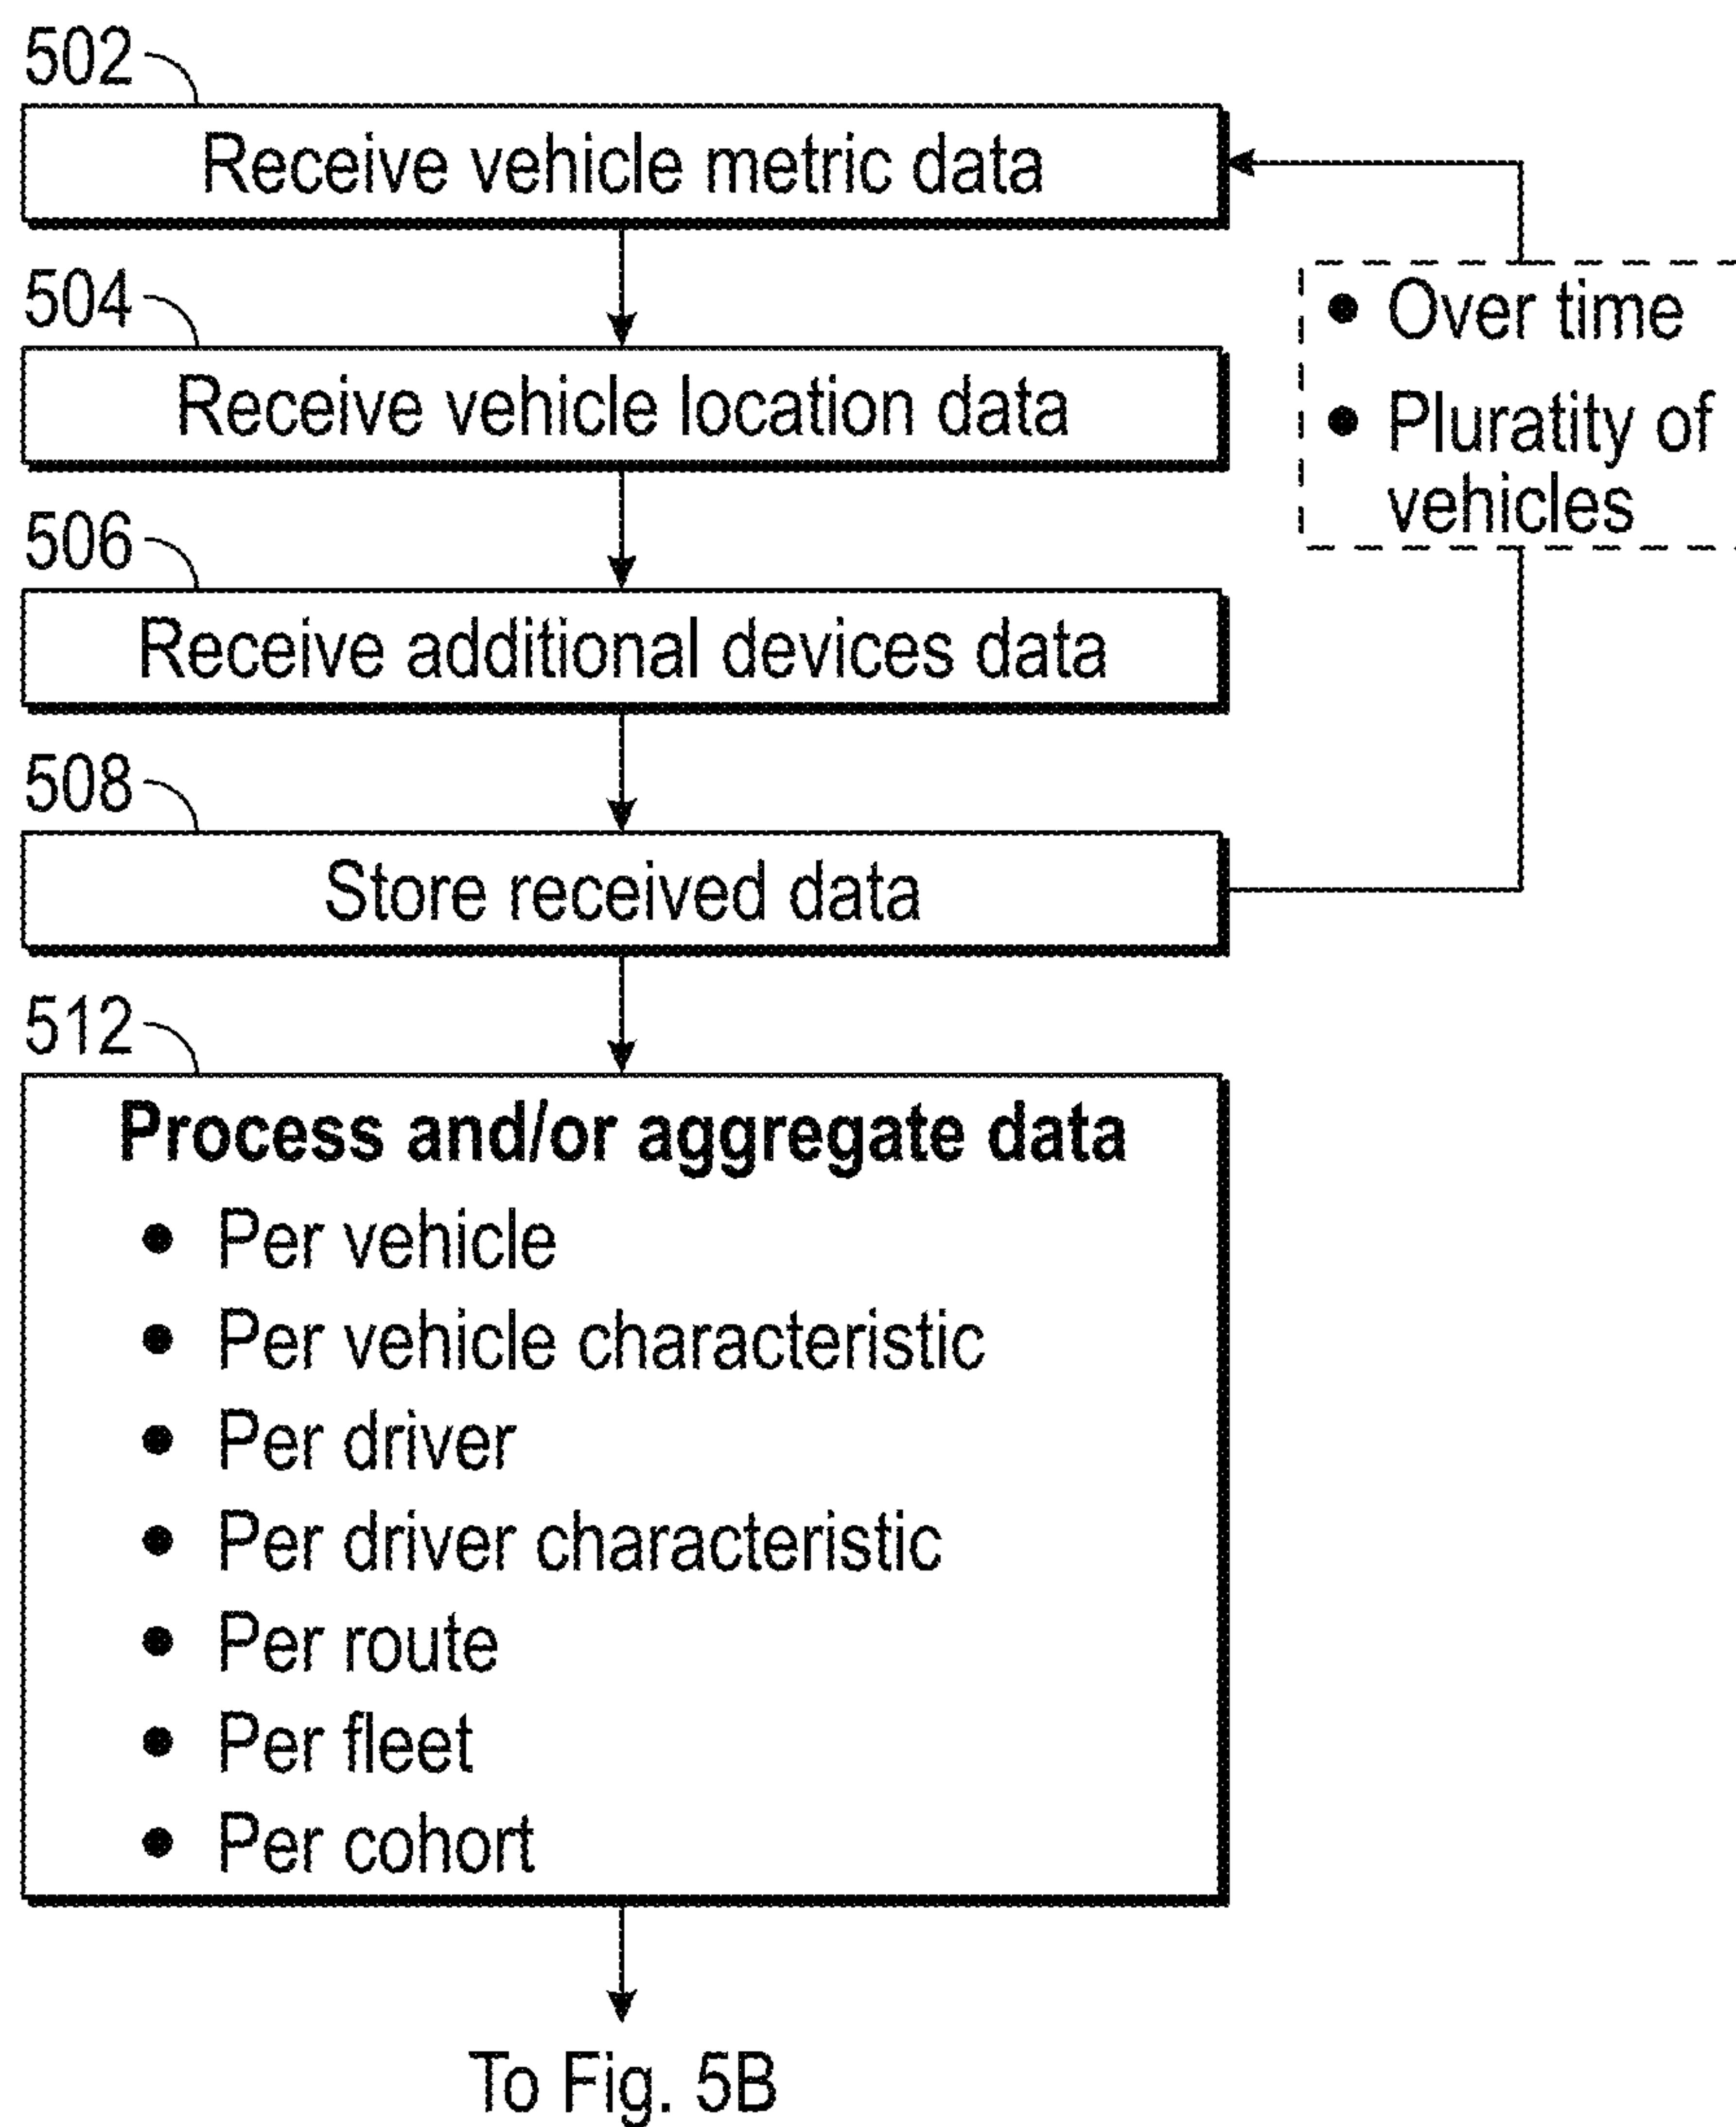 502
Receive vehicle metric data
504
Receive vehicle location data
• Over time
• Pluratity of
vehicles
506
Receive additional devices data
508
Store received data
512
Process and/or aggregate data
• Per vehicle
• Per vehicle characteristic
• Per driver
• Per driver characteristic
• Per route
• Per fleet
• Per cohort
To Fig. 5B